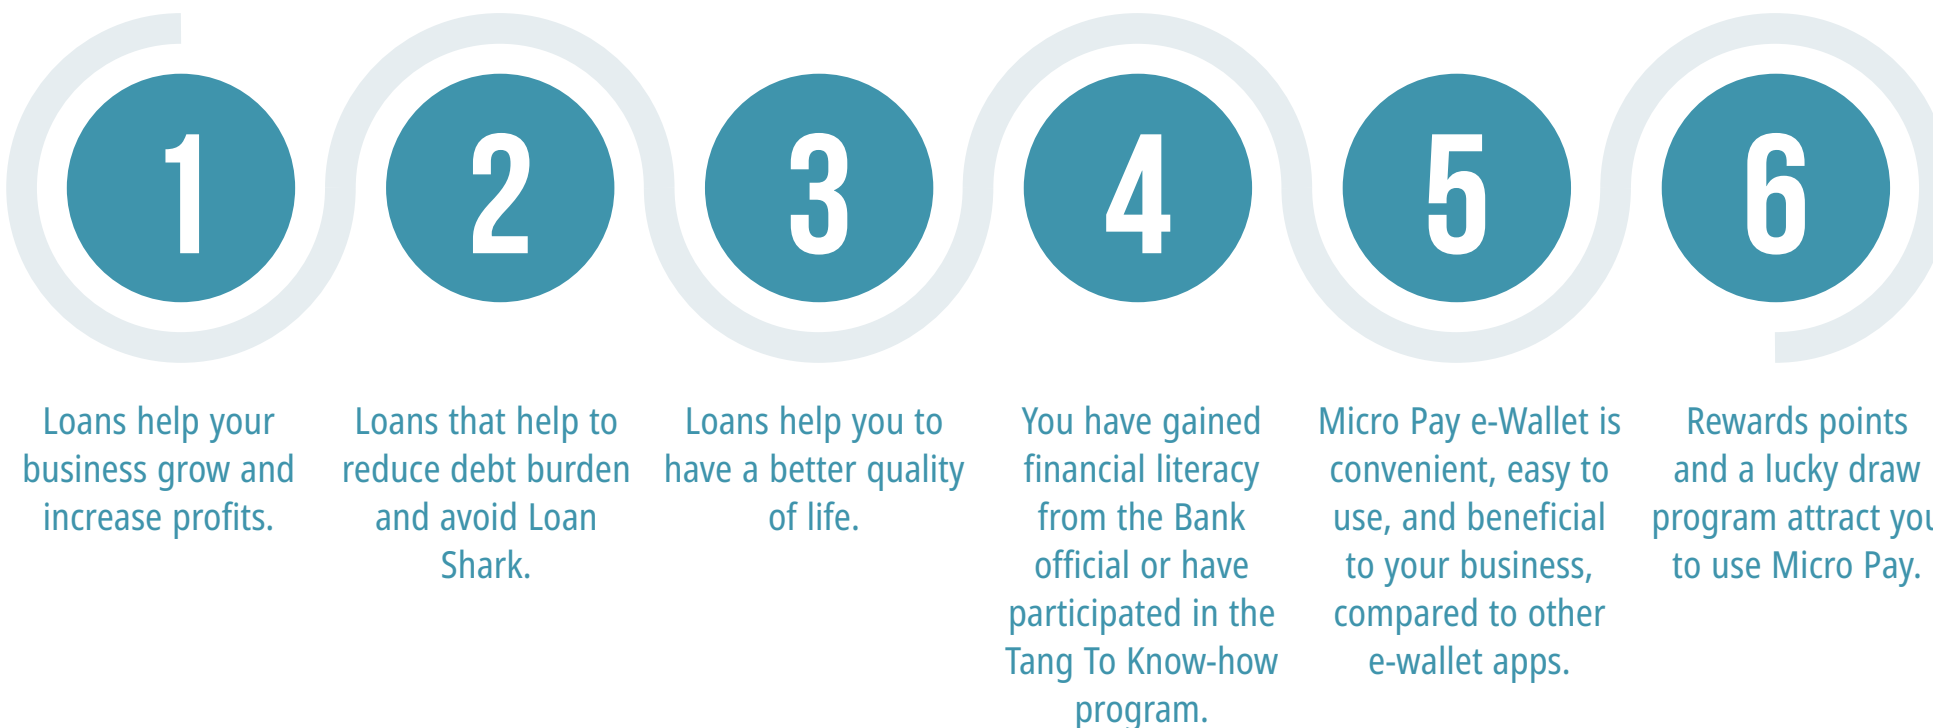 1
2
3
4
5
6
Loans help your
business grow and
increase profits.
Loans that help to
reduce debt burden
and avoid Loan
Shark.
Loans help you to
have a better quality
of life.
You have gained
financial literacy
from the Bank
official or have
participated in the
Tang To Know-how
program.
Micro Pay e-Wallet is
convenient, easy to
use, and beneficial
to your business,
compared to other
e-wallet apps.
Rewards points
and a lucky draw
program attract you
to use Micro Pay.